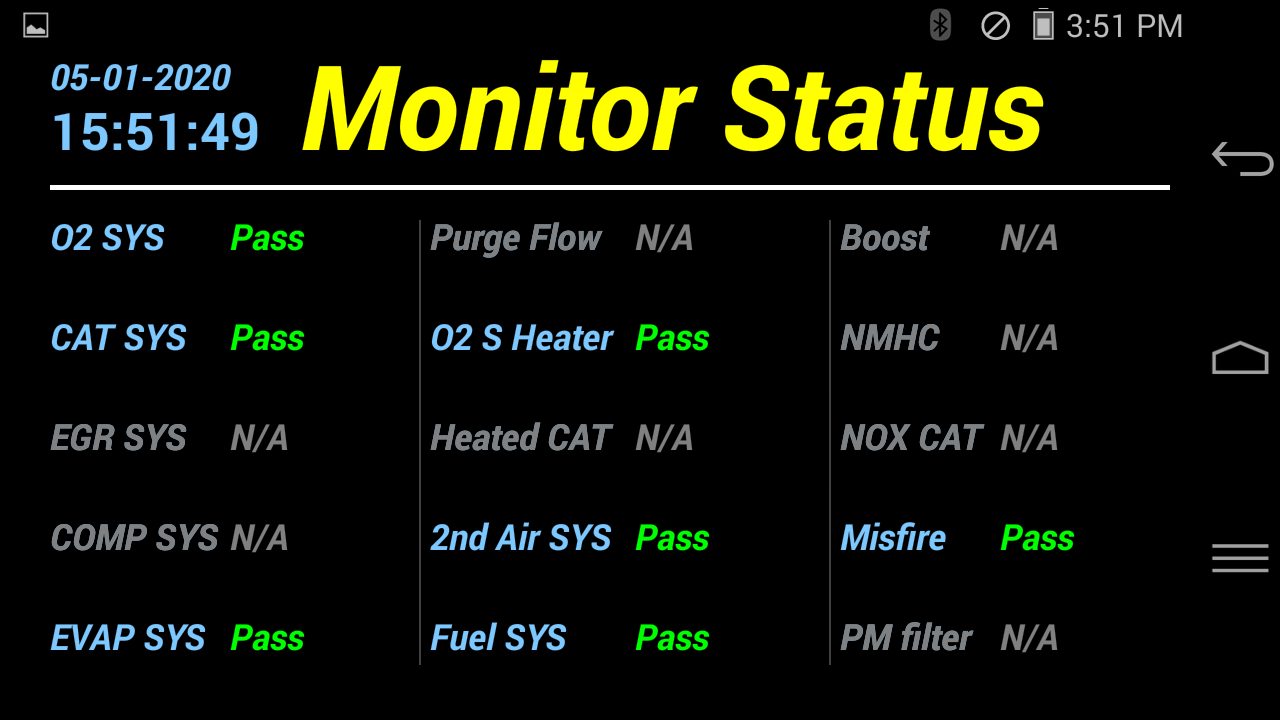 3:51 PM
05-01-2020
15:51:49
Monitor Status
O2 SYS Pass
CAT SYS Pass
EGR SYS N/A
COMP SYS N/A
EVAP SYS Pass
Purge Flow N/A
O2 S Heater Pass
Heated CAT N/A
2nd Air SYS Pass
Fuel SYS Pass
Boost N/A
NMHC N/A
NOX CAT N/A
Misfire Pass
PM filter N/A